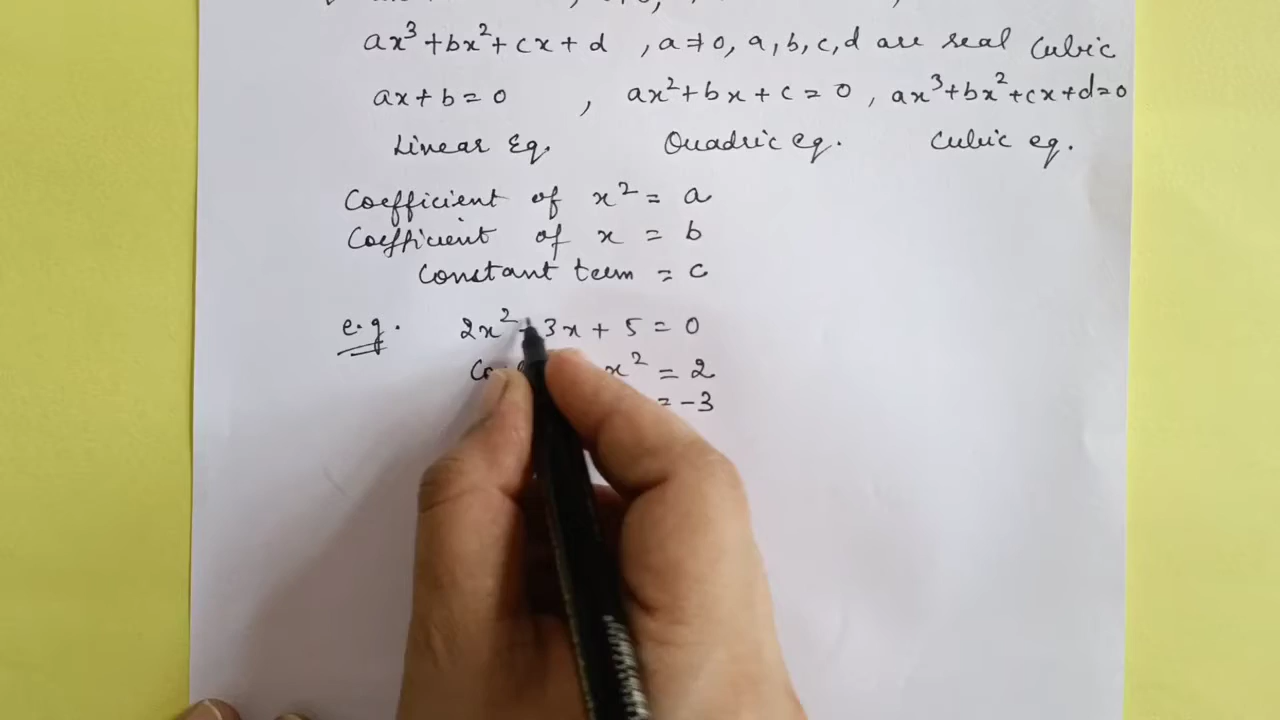 ax³+bx²+cx+d , a≠0, a, b, c, d are real Cubic
ax+b=0 , ax²+bx+c=0, ax³+bx²+cx+d=0
Linear Eq. Quadric eq. Cubic eq.
Coefficient of x² = a
Coefficient of x = b
Constant term = c
e.g. 2x²-3x+5=0
x² = 2
= -3